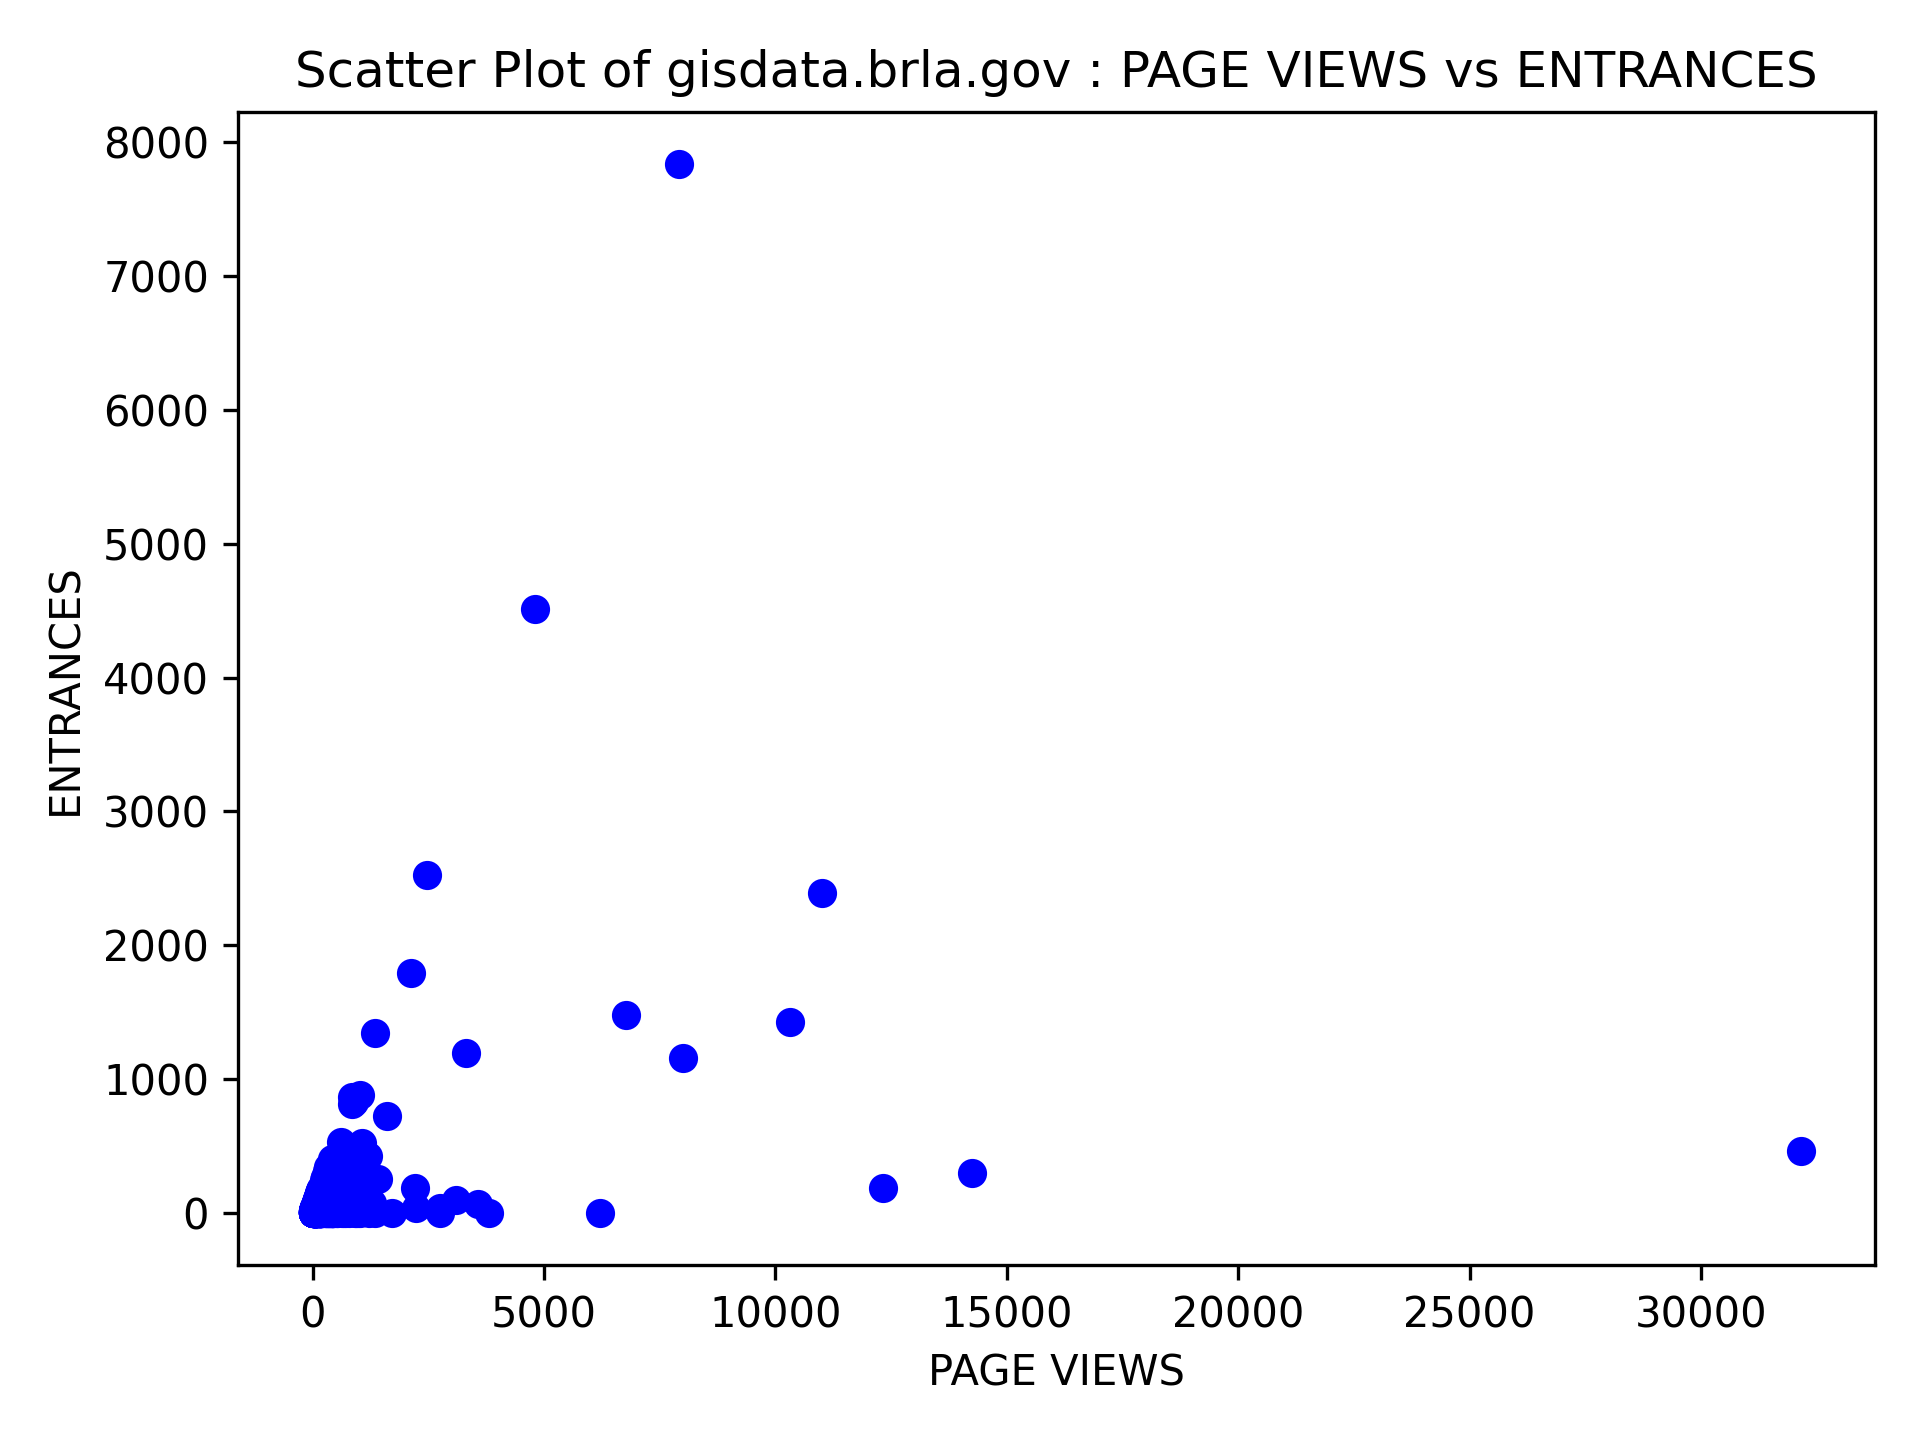 Scatter Plot of gisdata.brla.gov : PAGE VIEWS vs ENTRANCES
8000
7000
6000
5000
4000
3000
2000
1000
0
ENTRANCES
0 5000 10000 15000 20000 25000 30000
PAGE VIEWS